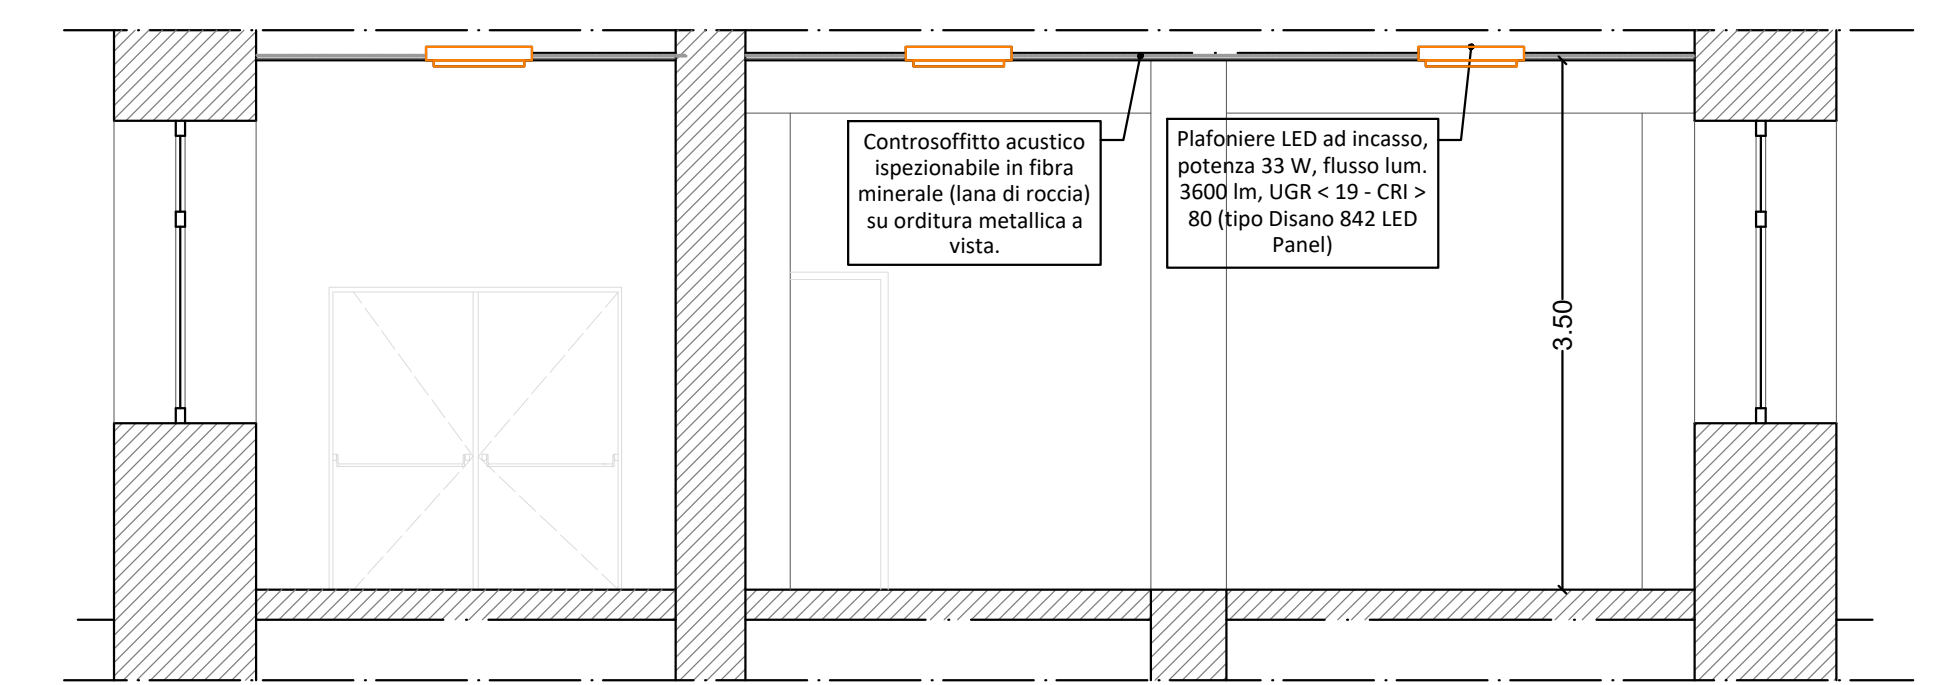 Controsoffitto acustico
ispezionabile in fibra
minerale (lana di roccia)
su orditura metallica a
vista.
Plafoniere LED ad incasso,
potenza 33 W, flusso lum.
3600 lm, UGR < 19 - CRI >
80 (tipo Disano 842 LED
Panel)
3.50